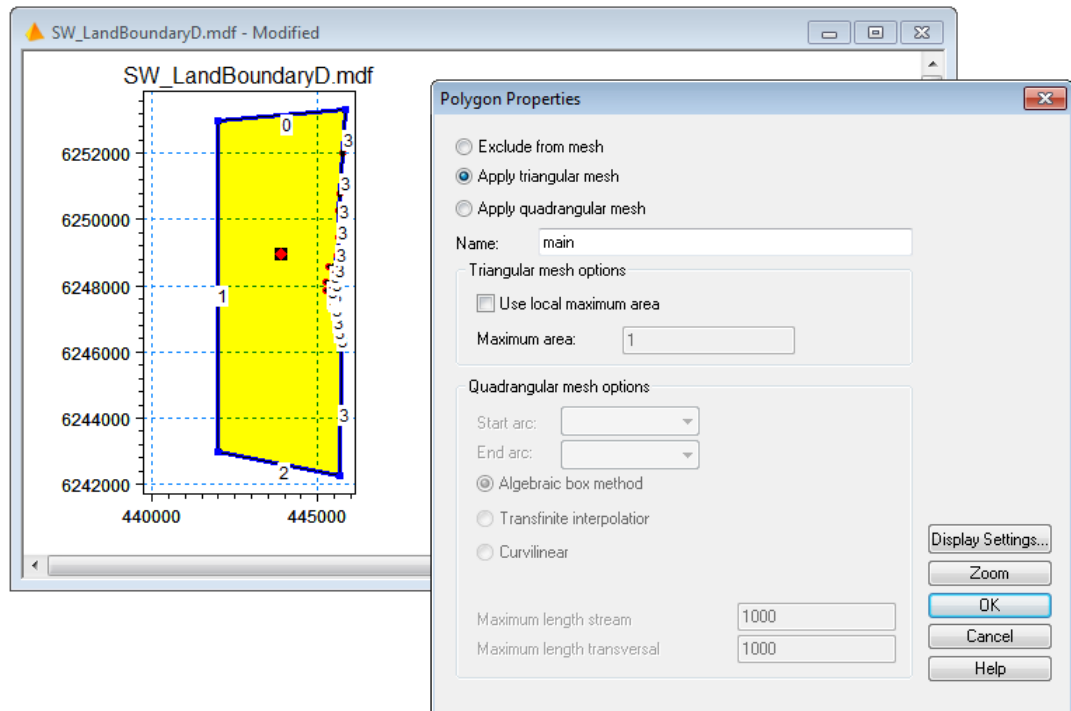 SW_LandBoundaryD.mdf - Modified
SW_LandBoundaryD.mdf
0
3
6252000
3
6250000
3
3
3
3
6248000
1
3
6246000
6244000
3
2
6242000
440000 445000
Polygon Properties
Exclude from mesh
Apply triangular mesh
Apply quadrangular mesh
Name: main
Triangular mesh options
Use local maximum area
Maximum area: 1
Quadrangular mesh options
Start arc:
End arc:
Algebraic box method
Transfinite interpolatior
Curvilinear
Maximum length stream 1000
Maximum length transversal 1000
Display Settings...
Zoom
OK
Cancel
Help